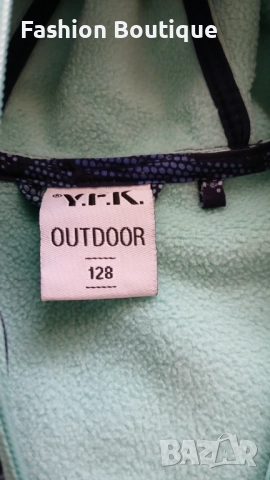 Fashion Boutique
®Y.r.K.
OUTDOOR
128
BAZAR